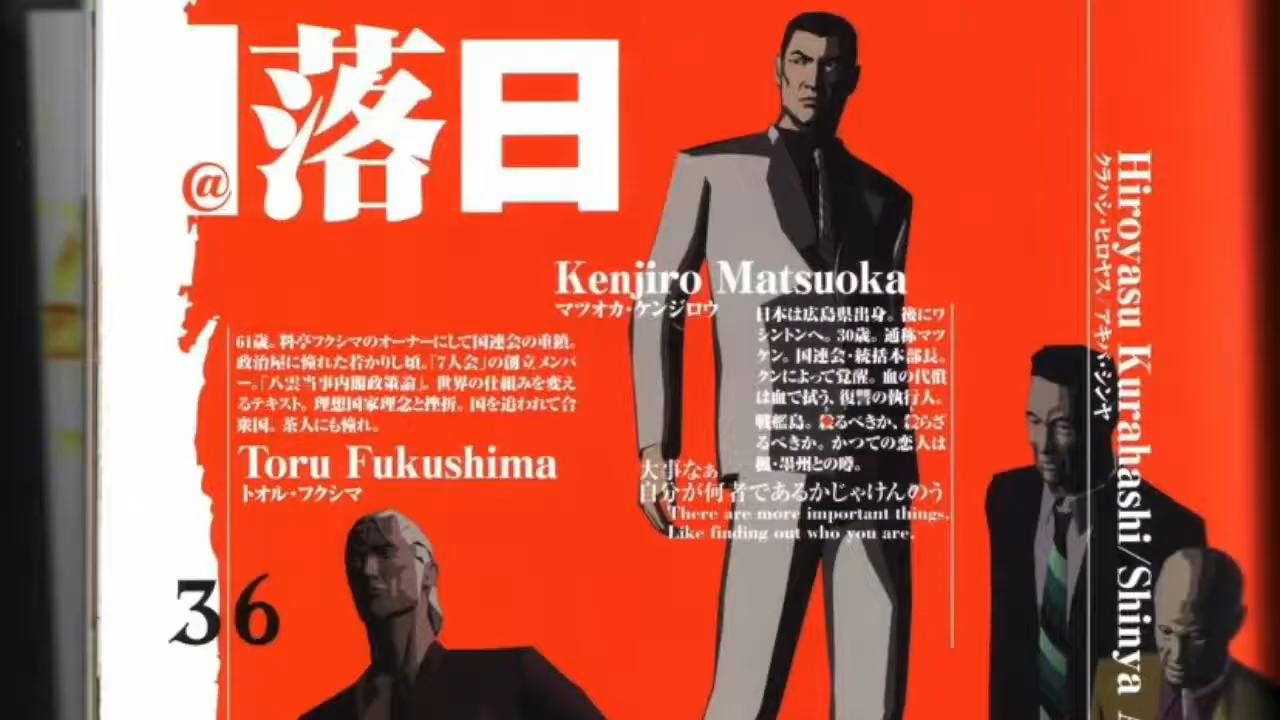 @落日
Kenjiro Matsuoka
マツオカ・ケンジロウ
日本は広島県出身。後にワ
シントンへ。30歳。通称マツ
ケン。国連会・統括本部長。
クンによって覚醒。血の代償
は血で拭う、復讐の執行人。
戦艦島。殺るべきか、殺らざ
るべきか。かつての恋人は
楓・墨州との噂。
大事なぁ
自分が何者であるかじゃけんのう
There are more important things,
Like finding out who you are.
61歳。料亭フクシマのオーナーにして国連会の重鎮。
政治屋に憧れた若かりし頃。「7人会」の創立メンバ
ー。「八雲当事内閣政策論」。世界の仕組みを変え
るテキスト。理想国家理念と挫折。国を追われて合
衆国。茶人にも憧れ。
Toru Fukushima
トオル・フクシマ
36
Hiroyasu Kurahashi/Shinya
クラハシ・ヒロヤス/アキバ・シンヤ